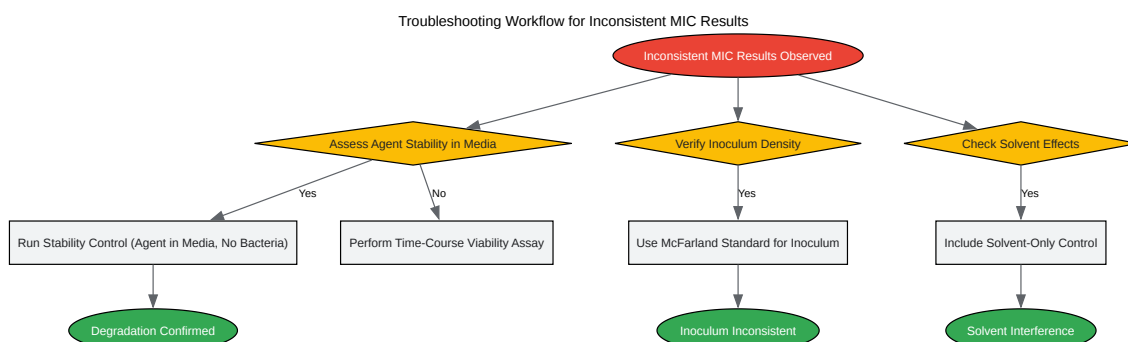 Troubleshooting Workflow for Inconsistent MIC Results
Inconsistent MIC Results Observed
Assess Agent Stability in Media
Verify Inoculum Density
Check Solvent Effects
Yes
No
Yes
Yes
Run Stability Control (Agent in Media, No Bacteria)
Perform Time-Course Viability Assay
Use McFarland Standard for Inoculum
Include Solvent-Only Control
Degradation Confirmed
Inoculum Inconsistent
Solvent Interference